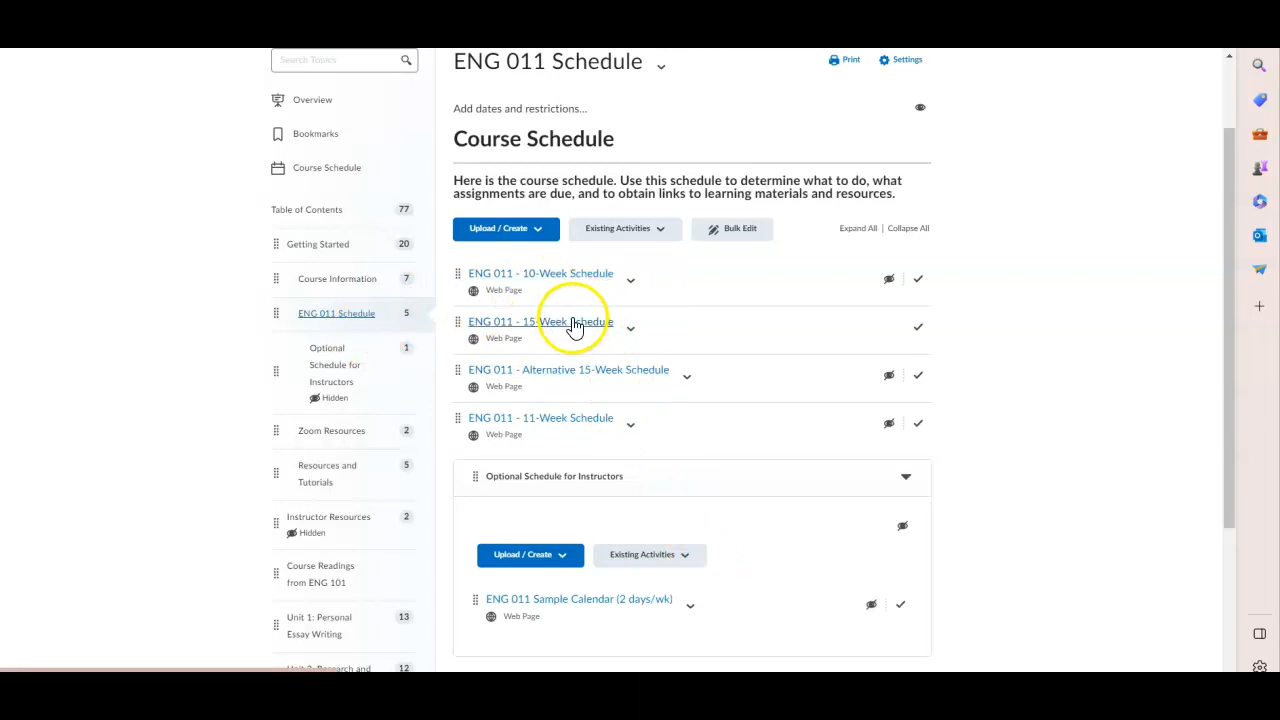 Search Topics
Overview
Bookmarks
Course Schedule
Table of Contents 77
Getting Started 20
Course Information 7
ENG 011 Schedule 5
Optional 1
Schedule for
Instructors
Hidden
Zoom Resources 2
Resources and 5
Tutorials
Instructor Resources 2
Hidden
Course Readings
from ENG 101
Unit 1: Personal 13
Essay Writing
Unit 2: Research and 12
ENG 011 Schedule
Print
Settings
Add dates and restrictions...
Course Schedule
Here is the course schedule. Use this schedule to determine what to do, what
assignments are due, and to obtain links to learning materials and resources.
Upload / Create
Existing Activities
Bulk Edit
Expand All | Collapse All
ENG 011 - 10-Week Schedule
Web Page
ENG 011 - 15-Week Schedule
Web Page
ENG 011 - Alternative 15-Week Schedule
Web Page
ENG 011 - 11-Week Schedule
Web Page
Optional Schedule for Instructors
Upload / Create
Existing Activities
ENG 011 Sample Calendar (2 days/wk)
Web Page